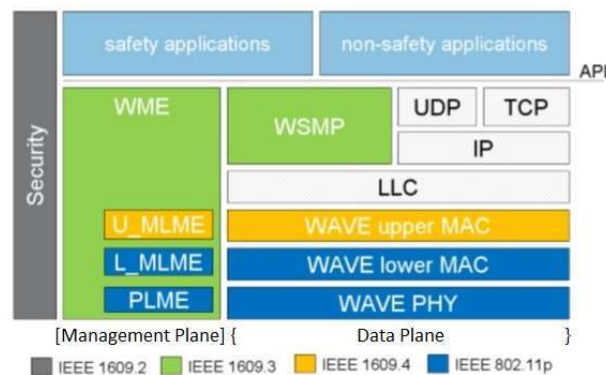 safety applications
non-safety applications
API
Security
WME
WSMP
UDP
TCP
IP
LLC
U_MLME
WAVE upper MAC
L_MLME
WAVE lower MAC
PLME
WAVE PHY
[Management Plane] { Data Plane }
IEEE 1609.2 IEEE 1609.3 IEEE 1609.4 IEEE 802.11p